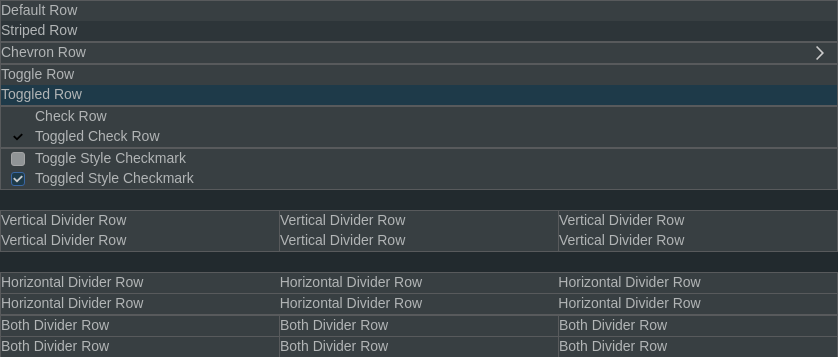 Default Row
Striped Row
Chevron Row
Toggle Row
Toggled Row
Check Row
Toggled Check Row
Toggle Style Checkmark
Toggled Style Checkmark
Vertical Divider Row Vertical Divider Row Vertical Divider Row
Vertical Divider Row Vertical Divider Row Vertical Divider Row
Horizontal Divider Row Horizontal Divider Row Horizontal Divider Row
Horizontal Divider Row Horizontal Divider Row Horizontal Divider Row
Both Divider Row Both Divider Row Both Divider Row
Both Divider Row Both Divider Row Both Divider Row